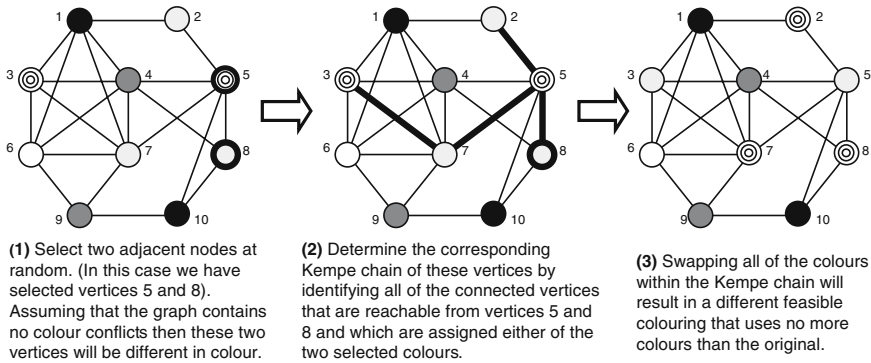 1
2
3
4
5
6
7
8
9
10
1
2
3
4
5
6
7
8
9
10
1
2
3
4
5
6
7
8
9
10
(1) Select two adjacent nodes at
random. (In this case we have
selected vertices 5 and 8).
Assuming that the graph contains
no colour conflicts then these two
vertices will be different in colour.
(2) Determine the corresponding
Kempe chain of these vertices by
identifying all of the connected vertices
that are reachable from vertices 5 and
8 and which are assigned either of the
two selected colours.
(3) Swapping all of the colours
within the Kempe chain will
result in a different feasible
colouring that uses no more
colours than the original.